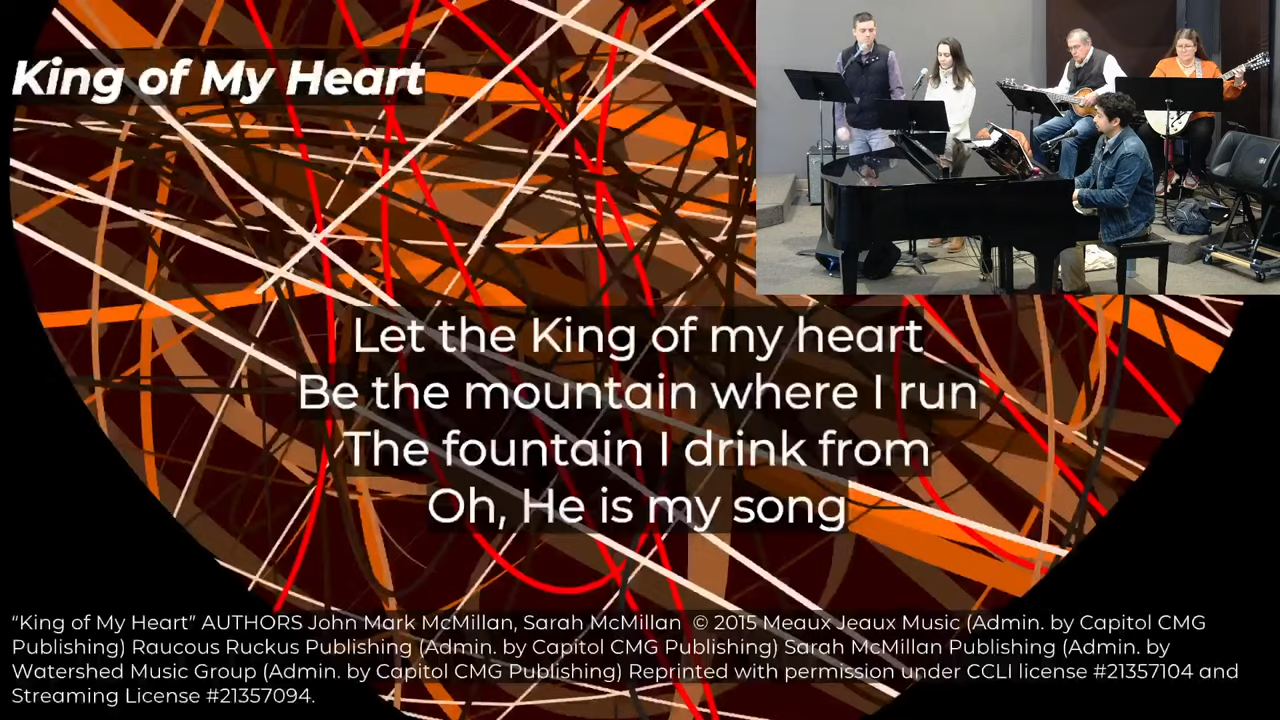 King of My Heart
Let the King of my heart
Be the mountain where I run
The fountain I drink from
Oh, He is my song
"King of My Heart" AUTHORS John Mark McMillan, Sarah McMillan © 2015 Meaux Jeaux Music (Admin. by Capitol CMG
Publishing) Raucous Ruckus Publishing (Admin. by Capitol CMG Publishing) Sarah McMillan Publishing (Admin. by
Watershed Music Group (Admin. by Capitol CMG Publishing) Reprinted with permission under CCLI license #21357104 and
Streaming License #21357094.